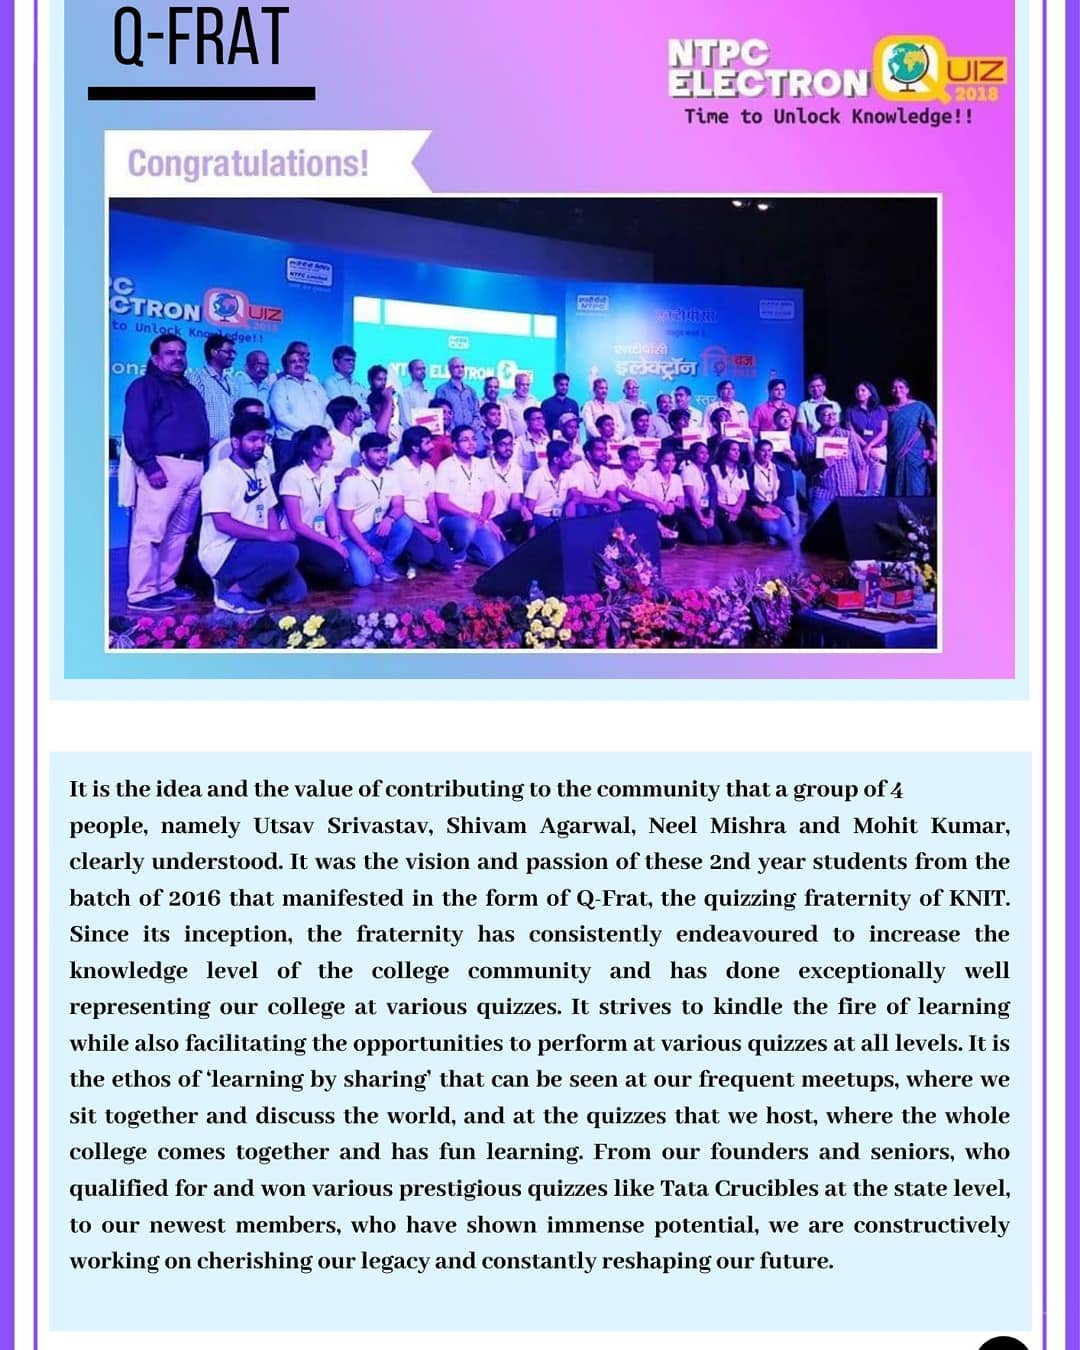 Q-FRAT
NTPC
ELECTRON QUIZ
2018
Time to Unlock Knowledge!!
Congratulations!
CTRON QUIZ
2018
to Unlock Knowledge!!
NTPC
एनटीपीसी
इलेक्ट्रॉन
It is the idea and the value of contributing to the community that a group of 4
people, namely Utsav Srivastav, Shivam Agarwal, Neel Mishra and Mohit Kumar,
clearly understood. It was the vision and passion of these 2nd year students from the
batch of 2016 that manifested in the form of Q-Frat, the quizzing fraternity of KNIT.
Since its inception, the fraternity has consistently endeavoured to increase the
knowledge level of the college community and has done exceptionally well
representing our college at various quizzes. It strives to kindle the fire of learning
while also facilitating the opportunities to perform at various quizzes at all levels. It is
the ethos of ‘learning by sharing’ that can be seen at our frequent meetups, where we
sit together and discuss the world, and at the quizzes that we host, where the whole
college comes together and has fun learning. From our founders and seniors, who
qualified for and won various prestigious quizzes like Tata Crucibles at the state level,
to our newest members, who have shown immense potential, we are constructively
working on cherishing our legacy and constantly reshaping our future.